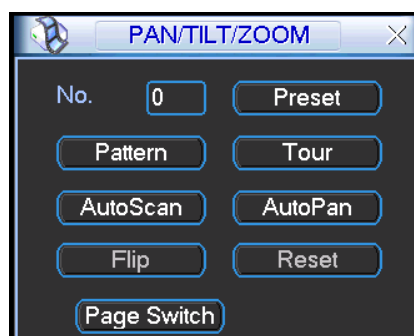 PAN/TILT/ZOOM
No. 0 Preset
Pattern Tour
AutoScan AutoPan
Flip Reset
Page Switch